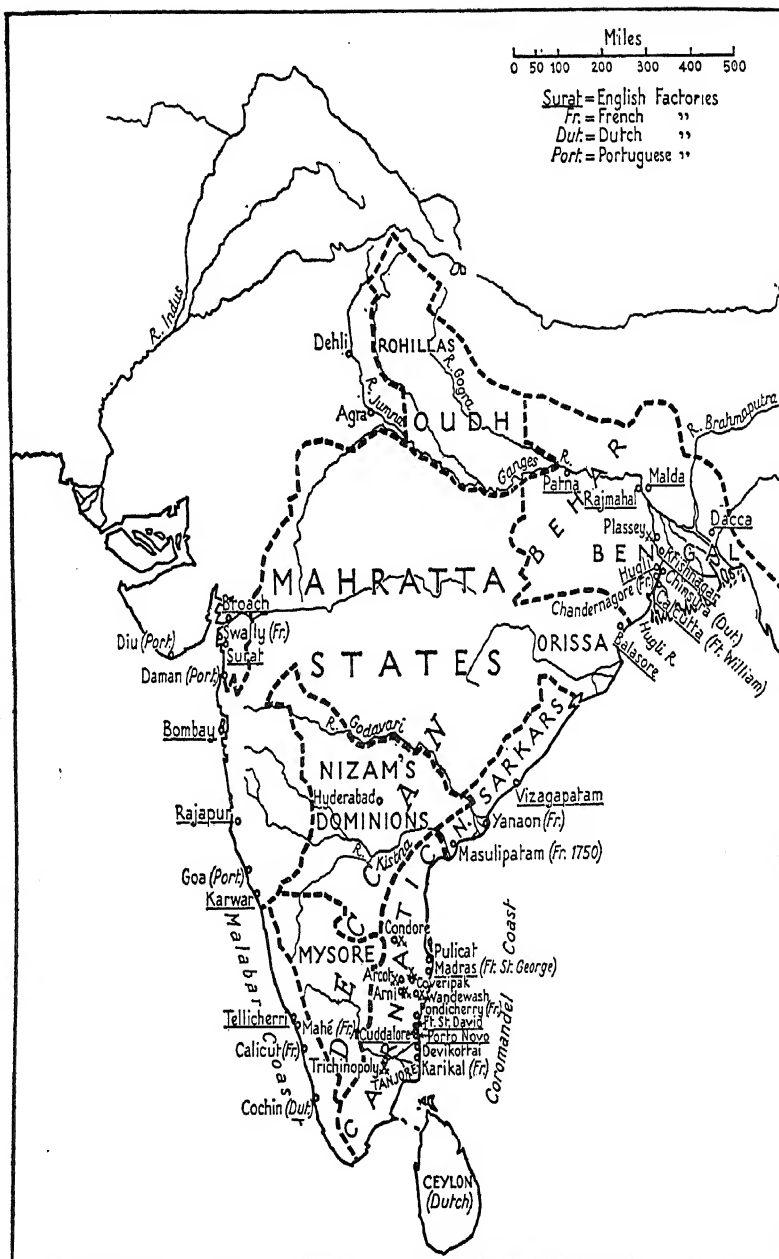 Miles
0 50 100 200 300 400 500
Surat = English Factories
Fr. = French "
Dut. = Dutch "
Port. = Portuguese "
R. Indus
Dehli
ROHILLAS
R. Gogra
R. Jumna
Agra
OUDH
Ganges R.
R. Brahmaputra
Patna
Rajmahal
Malda
BEHAR
Plassey
Dacca
BENGAL
Hugli
Krishnagar
Chinsura (Dut)
Chandernagore (Fr.)
Calcutta (Ft. William)
Hugli R.
Balasore
ORISSA
MAHRATTA
STATES
Broach
Swally (Fr.)
Surat
Diu (Port.)
Daman (Port.)
Bombay
R. Godavari
NIZAM'S
DOMINIONS
Hyderabad
N. SARKARS
Vizagapatam
Yanaon (Fr.)
Masulipatam (Fr. 1750)
Rajapur
R. Kistna
Goa (Port.)
Karwar
DECCAN
Condore
MYSORE
CARNATIC
Pulicat
Madras (Ft. St. George)
Arcot
Coveripak
Arni
Wandewash
Pondicherry (Fr.)
Ft. St. David
Cuddalore
Porto Novo
Devikottai
Karikal (Fr.)
Tellicherri
Mahé (Fr.)
Calicut (Fr.)
Trichinopoly
TANJORE
Cochin (Dut.)
Malabar Coast
Coromandel Coast
CEYLON
(Dutch)